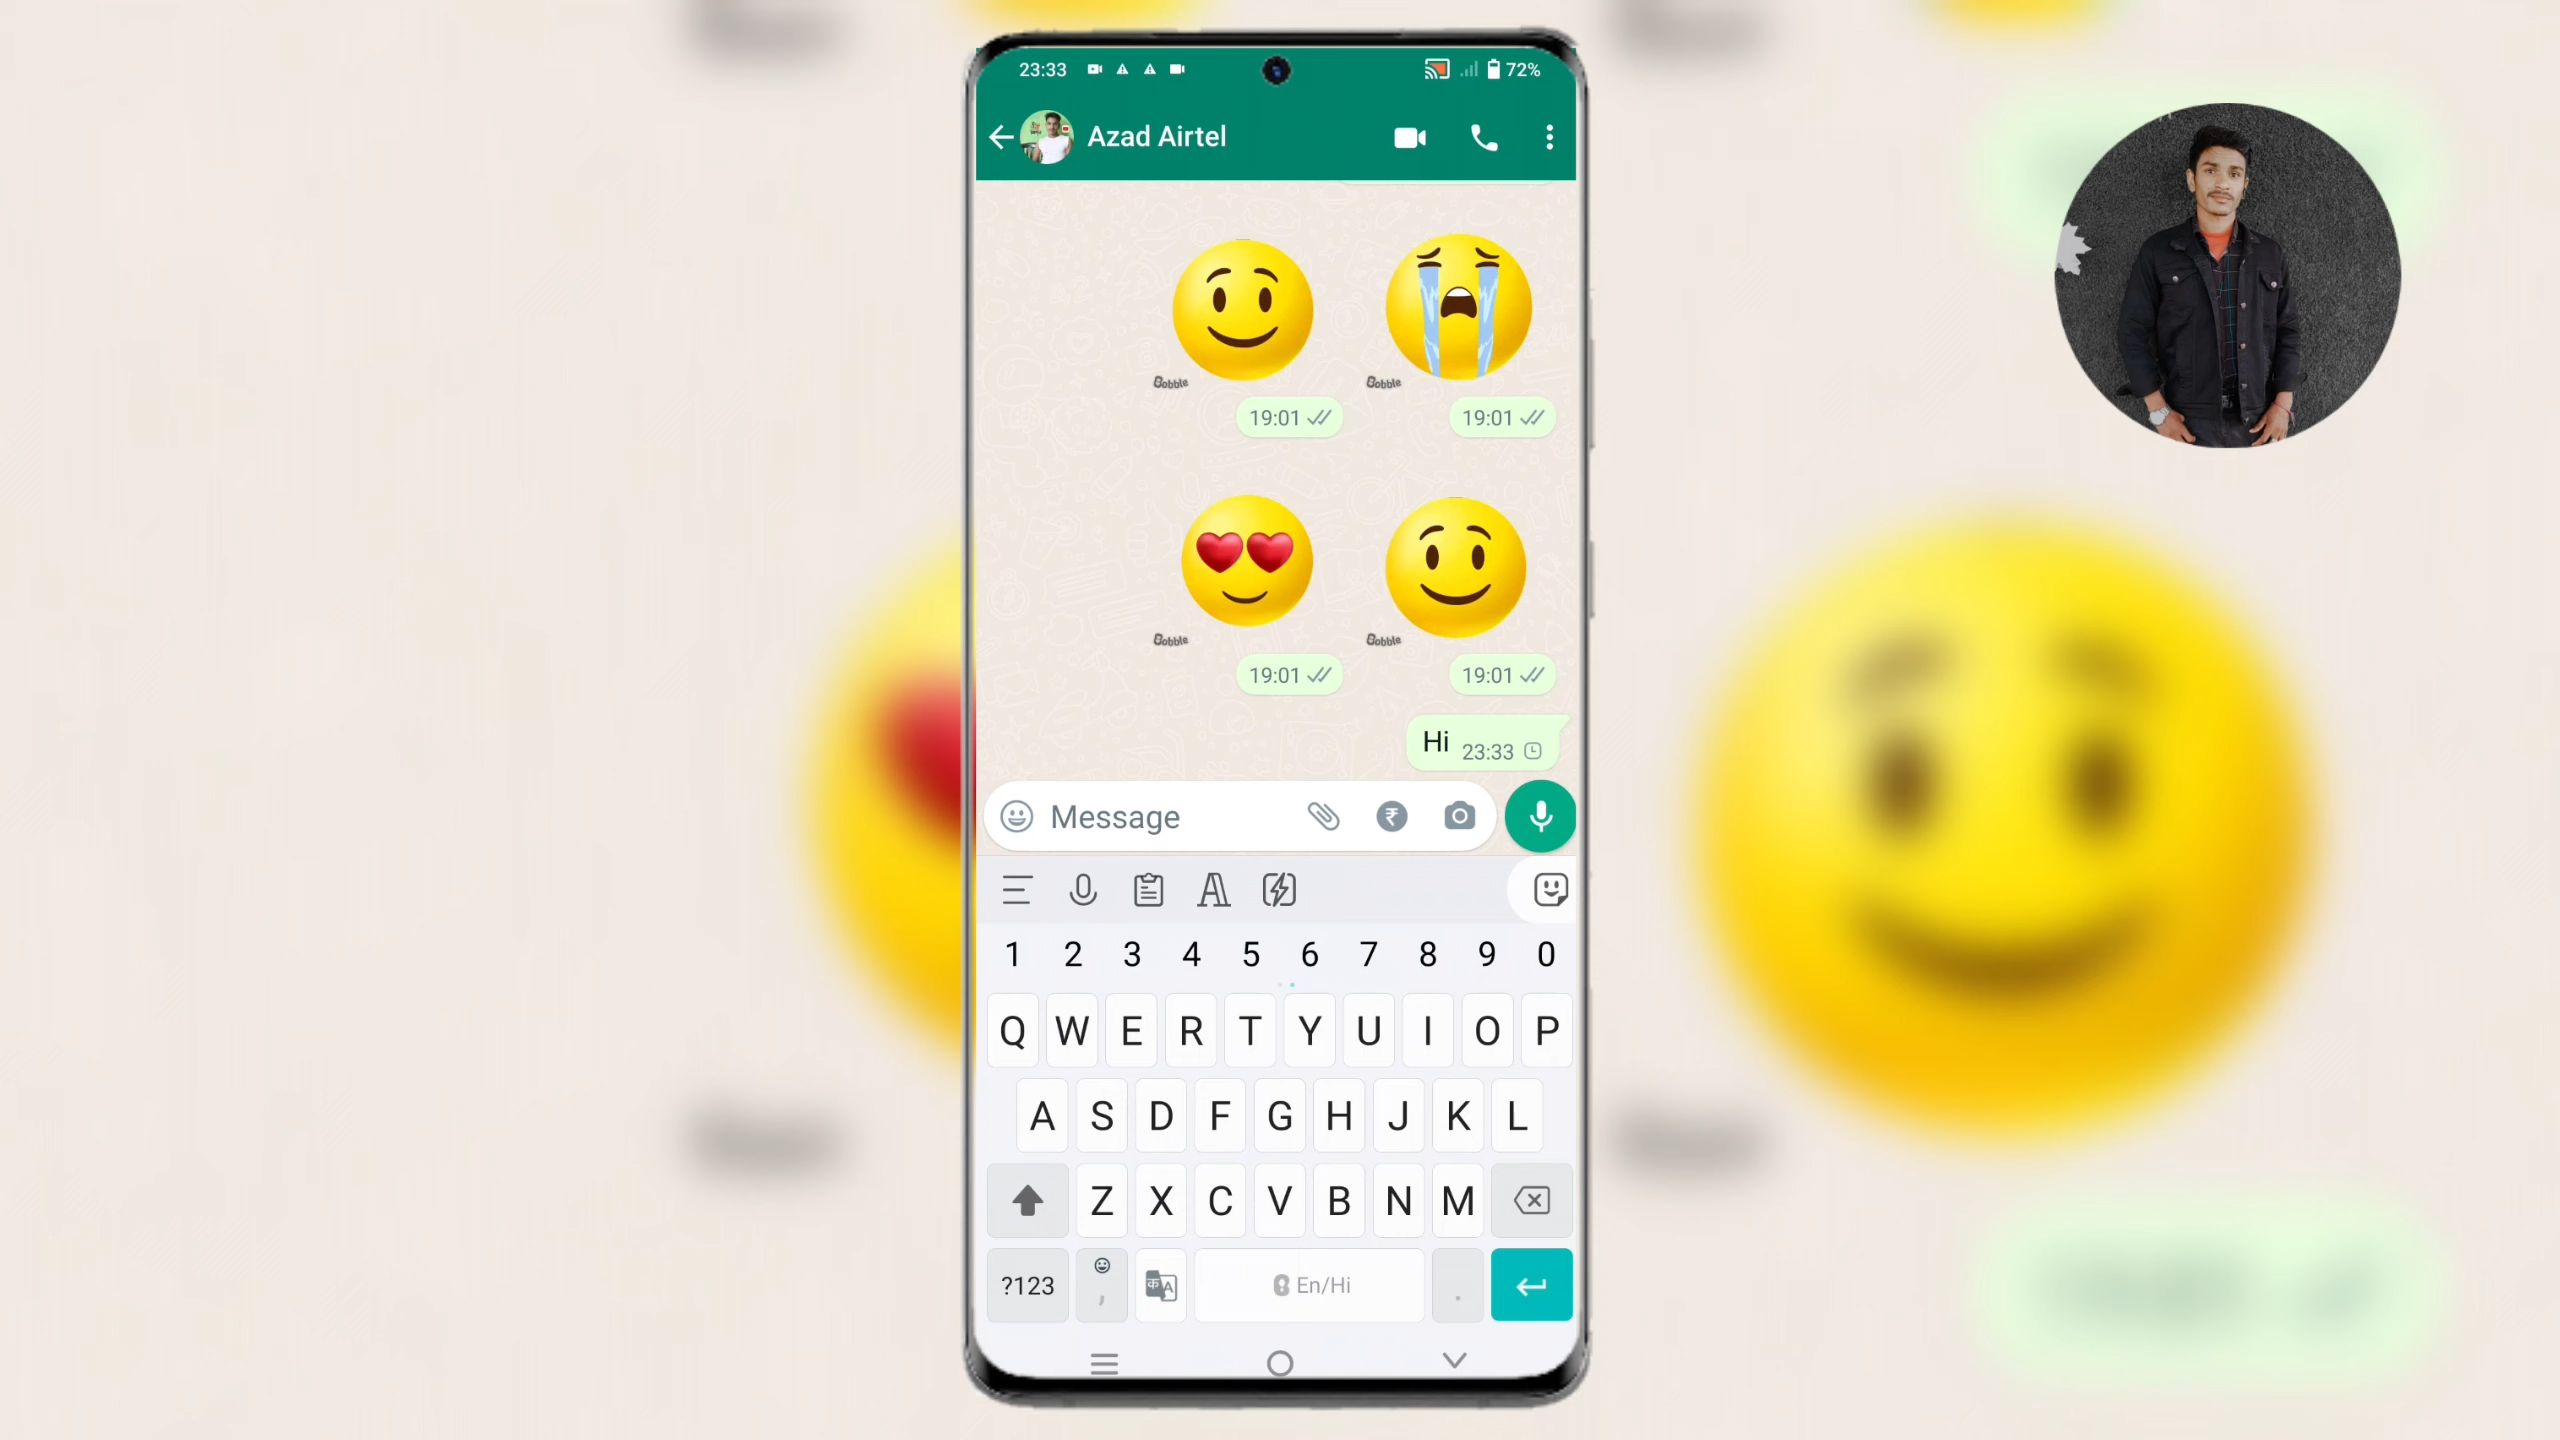 23:33 72%
Azad Airtel
Bobble Bobble
19:01 19:01
Bobble Bobble
19:01 19:01
Hi 23:33
Message
1 2 3 4 5 6 7 8 9 0
Q W E R T Y U I O P
A S D F G H J K L
Z X C V B N M
?123 , En/Hi .